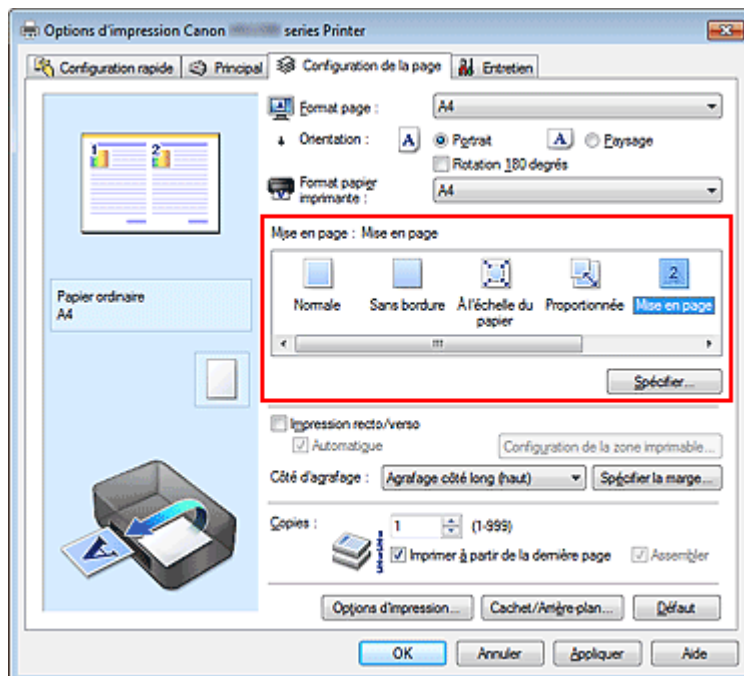 Options d'impression Canon series Printer
Configuration rapide Principal Configuration de la page Entretien
Format page : A4
Orientation : A Portrait A Paysage
Rotation 180 degrés
Format papier imprimante : A4
1 2
Papier ordinaire
A4
Mise en page : Mise en page
2
Normale Sans bordure À l'échelle du papier Proportionnée Mise en page
Spécifier...
Impression recto/verso
Automatique Configuration de la zone imprimable...
Côté d'agrafage : Agrafage côté long (haut) Spécifier la marge...
Copies : 1 (1-999)
Imprimer à partir de la dernière page Assembler
A
Options d'impression... Cachet/Arrière-plan... Défaut
OK Annuler Appliquer Aide